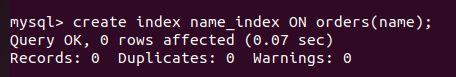 mysql> create index name_index ON orders(name);
Query OK, 0 rows affected (0.07 sec)
Records: 0  Duplicates: 0  Warnings: 0